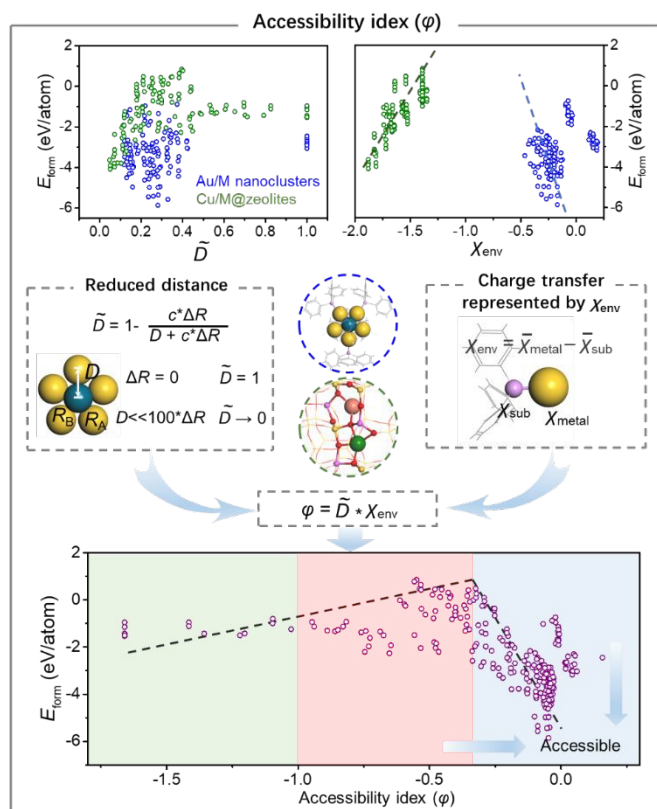 Accessibility idex (φ)
2
0
-2
-4
-6
E_form (eV/atom)
Au/M nanoclusters
Cu/M@zeolites
0.0 0.2 0.4 0.6 0.8 1.0
D̃
2
0
-2
-4
-6
E_form (eV/atom)
-2.0 -1.5 -1.0 -0.5 0.0
χ_env
Reduced distance
D̃ = 1- c*ΔR / D + c*ΔR
D
R_B R_A
ΔR = 0 D̃ = 1
D<<100*ΔR D̃ → 0
Charge transfer
represented by χ_env
χ_env = χ̄_metal − χ̄_sub
χ_sub
χ_metal
φ = D̃ * χ_env
2
0
-2
-4
-6
E_form (eV/atom)
Accessible
-1.5 -1.0 -0.5 0.0
Accessibility idex (φ)